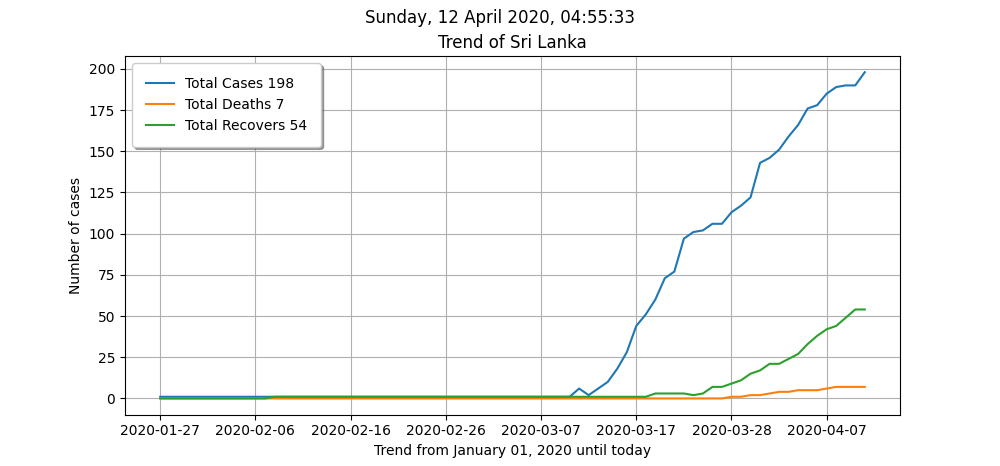 Sunday, 12 April 2020, 04:55:33
Trend of Sri Lanka
Total Cases 198
Total Deaths 7
Total Recovers 54
Number of cases
200
175
150
125
100
75
50
25
0
2020-01-27 2020-02-06 2020-02-16 2020-02-26 2020-03-07 2020-03-17 2020-03-28 2020-04-07
Trend from January 01, 2020 until today